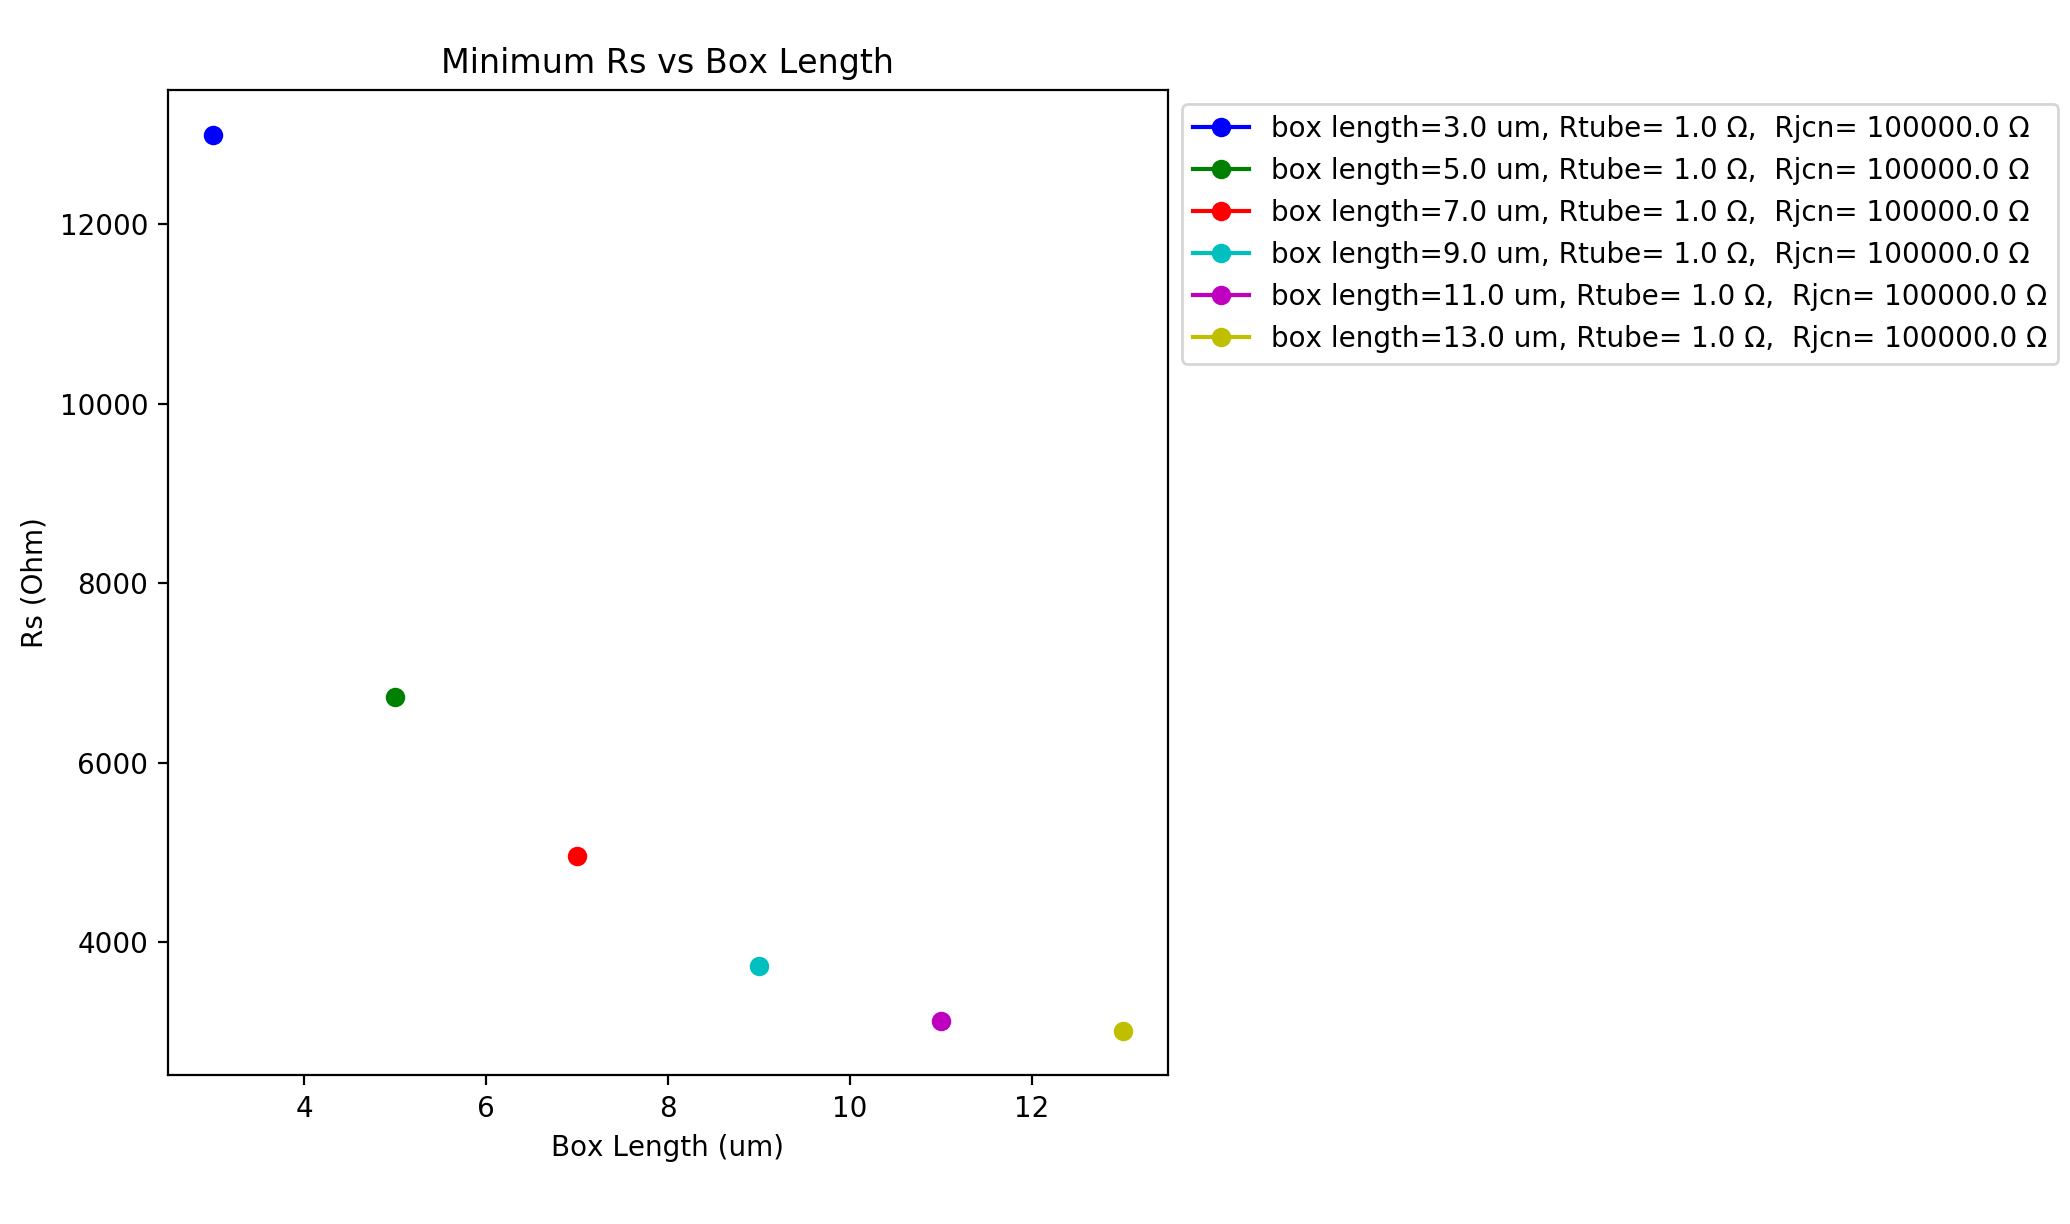 Minimum Rs vs Box Length
box length=3.0 um, Rtube= 1.0 Ω,  Rjcn= 100000.0 Ω
box length=5.0 um, Rtube= 1.0 Ω,  Rjcn= 100000.0 Ω
box length=7.0 um, Rtube= 1.0 Ω,  Rjcn= 100000.0 Ω
box length=9.0 um, Rtube= 1.0 Ω,  Rjcn= 100000.0 Ω
box length=11.0 um, Rtube= 1.0 Ω,  Rjcn= 100000.0 Ω
box length=13.0 um, Rtube= 1.0 Ω,  Rjcn= 100000.0 Ω
12000
10000
8000
6000
4000
Rs (Ohm)
4 6 8 10 12
Box Length (um)